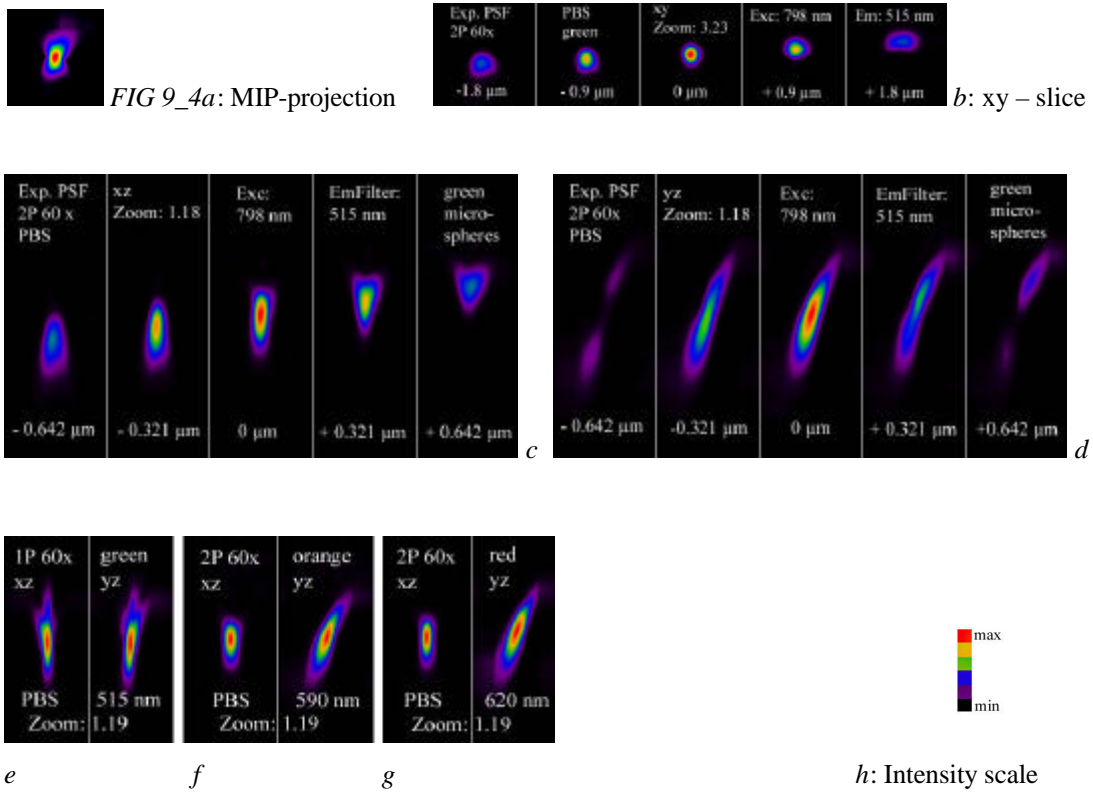 FIG 9_4a: MIP-projection
Exp. PSF
2P 60x
-1.8 μm
PBS
green
- 0.9 μm
xy
Zoom: 3.23
0 μm
Exc: 798 nm
+ 0.9 μm
Em: 515 nm
+ 1.8 μm
b: xy – slice
Exp. PSF
2P 60 x
PBS
- 0.642 μm
xz
Zoom: 1.18
- 0.321 μm
Exc:
798 nm
0 μm
EmFilter:
515 nm
+ 0.321 μm
green
micro-
spheres
+ 0.642 μm
c
Exp. PSF
2P 60x
PBS
- 0.642 μm
yz
Zoom: 1.18
-0.321 μm
Exc:
798 nm
0 μm
EmFilter:
515 nm
+ 0.321 μm
green
micro-
spheres
+0.642 μm
d
1P 60x
xz
green
yz
PBS
515 nm
Zoom: 1.19
2P 60x
xz
orange
yz
PBS
590 nm
Zoom: 1.19
2P 60x
xz
red
yz
PBS
620 nm
Zoom: 1.19
max
min
e
f
g
h: Intensity scale